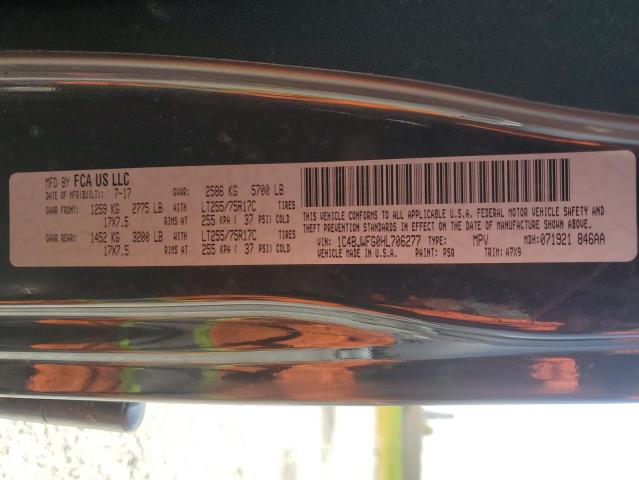 MFD BY FCA US LLC
DATE OF MFR(BUILT): 7-17 GVWR: 2586 KG 5700 LB
GAWR FRONT: 1259 KG 2775 LB WITH LT255/75R17C TIRES
17X7.5 RIMS AT 255 KPA ( 37 PSI) COLD
GAWR REAR: 1452 KG 3200 LB WITH LT255/75R17C TIRES
17X7.5 RIMS AT 255 KPA ( 37 PSI) COLD
THIS VEHICLE CONFORMS TO ALL APPLICABLE U.S.A. FEDERAL MOTOR VEHICLE SAFETY AND
THEFT PREVENTION STANDARDS IN EFFECT ON THE DATE OF MANUFACTURE SHOWN ABOVE.
VIN: 1C4BJWFG0HL706277 TYPE: MPV MDH: 071921 846AA
VEHICLE MADE IN U.S.A. PAINT: PSQ TRIM: A7X9